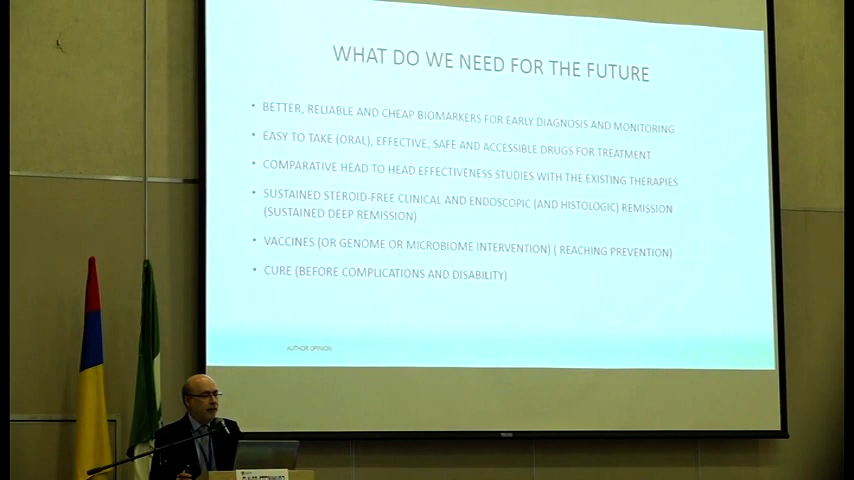 WHAT DO WE NEED FOR THE FUTURE
• BETTER, RELIABLE AND CHEAP BIOMARKERS FOR EARLY DIAGNOSIS AND MONITORING
• EASY TO TAKE (ORAL), EFFECTIVE, SAFE AND ACCESSIBLE DRUGS FOR TREATMENT
• COMPARATIVE HEAD TO HEAD EFFECTIVENESS STUDIES WITH THE EXISTING THERAPIES
• SUSTAINED STEROID-FREE CLINICAL AND ENDOSCOPIC (AND HISTOLOGIC) REMISSION
(SUSTAINED DEEP REMISSION)
• VACCINES (OR GENOME OR MICROBIOME INTERVENTION) ( REACHING PREVENTION)
• CURE (BEFORE COMPLICATIONS AND DISABILITY)
AUTHOR OPINION